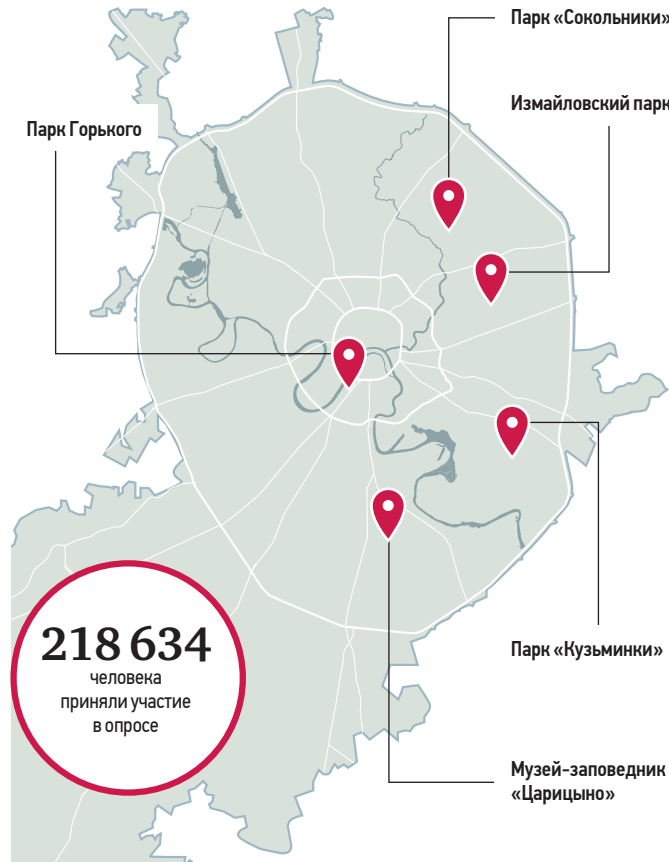 Парк «Сокольники»
Измайловский парк
Парк Горького
218 634
человека
приняли участие
в опросе
Парк «Кузьминки»
Музей-заповедник
«Царицыно»